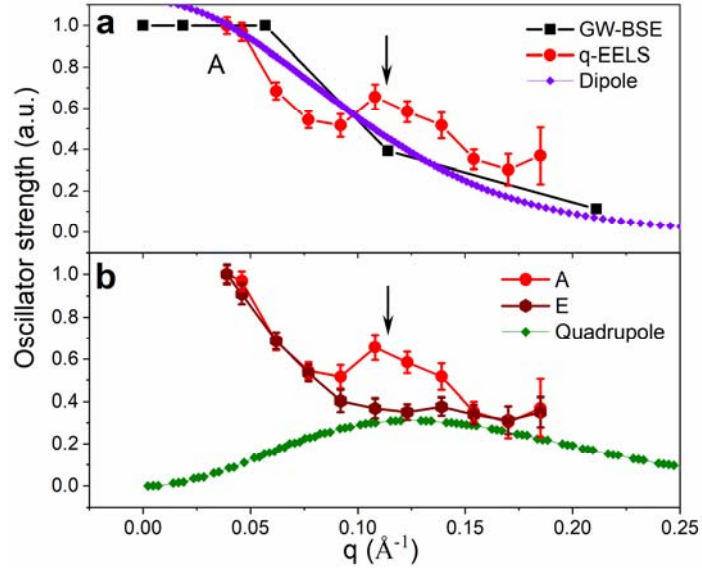 a
A
GW-BSE
q-EELS
Dipole
1.0
0.8
0.6
0.4
0.2
0.0
b
A
E
Quadrupole
1.0
0.8
0.6
0.4
0.2
0.0
Oscillator strength (a.u.)
0.00 0.05 0.10 0.15 0.20 0.25
q (Å⁻¹)